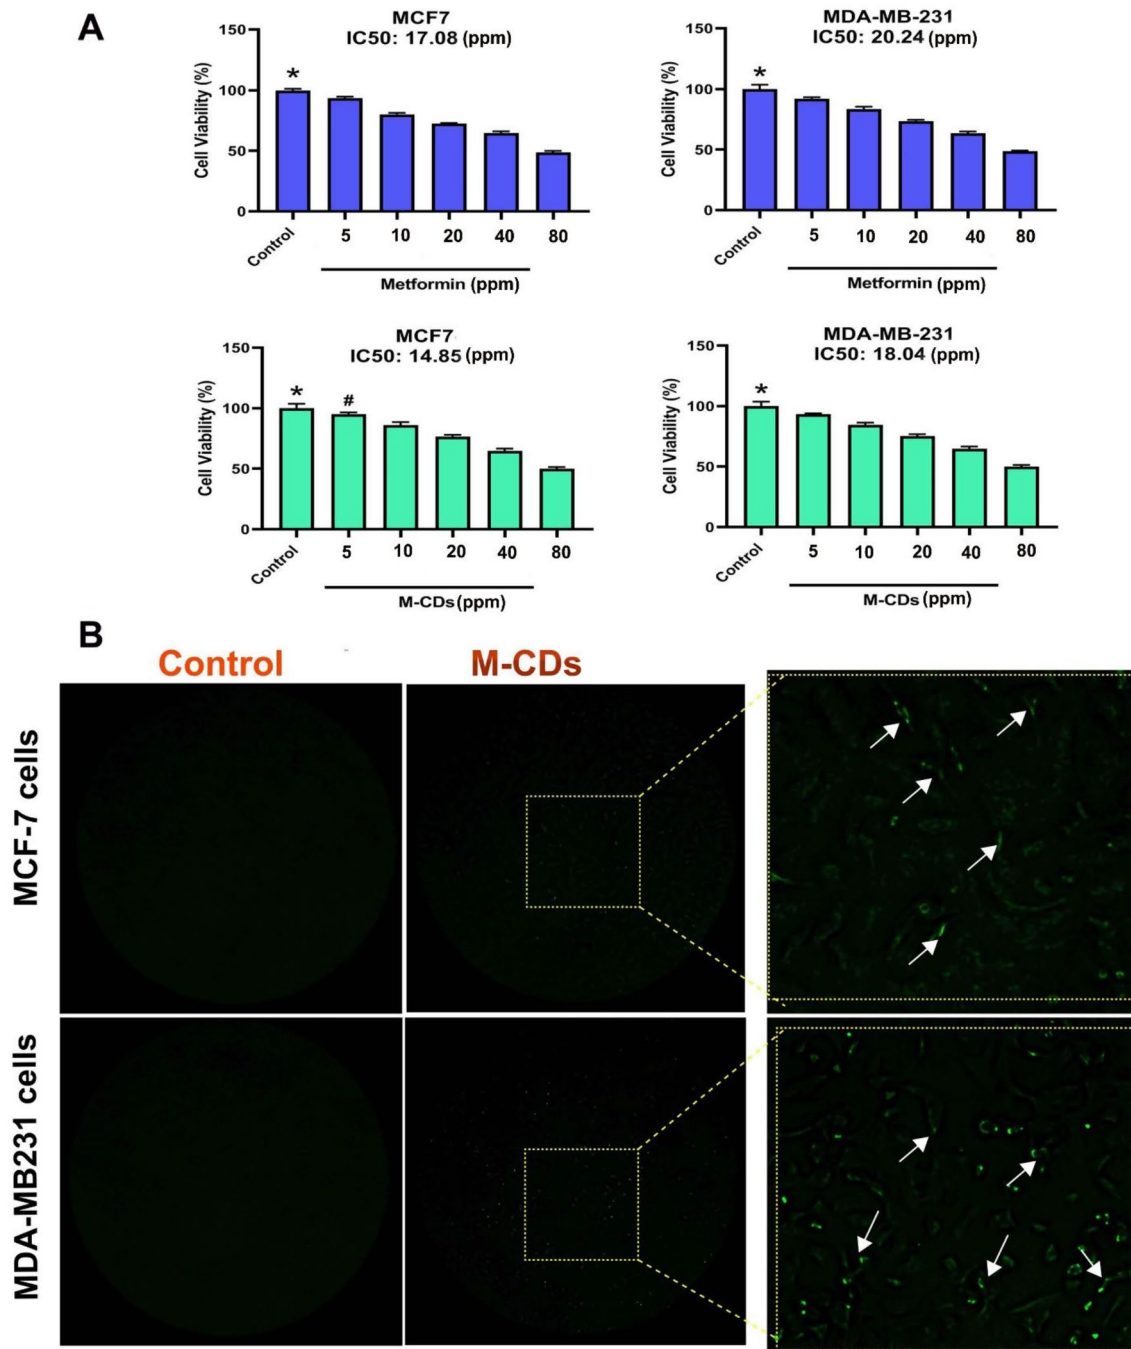 A
MCF7
IC50: 17.08 (ppm)
150
100
50
0
Cell Viability (%)
*
Control
5
10
20
40
80
Metformin (ppm)
MDA-MB-231
IC50: 20.24 (ppm)
150
100
50
0
Cell Viability (%)
*
Control
5
10
20
40
80
Metformin (ppm)
MCF7
IC50: 14.85 (ppm)
150
100
50
0
Cell Viability (%)
*
#
Control
5
10
20
40
80
M-CDs (ppm)
MDA-MB-231
IC50: 18.04 (ppm)
150
100
50
0
Cell Viability (%)
*
Control
5
10
20
40
80
M-CDs (ppm)
B
Control
M-CDs
MCF-7 cells
MDA-MB231 cells